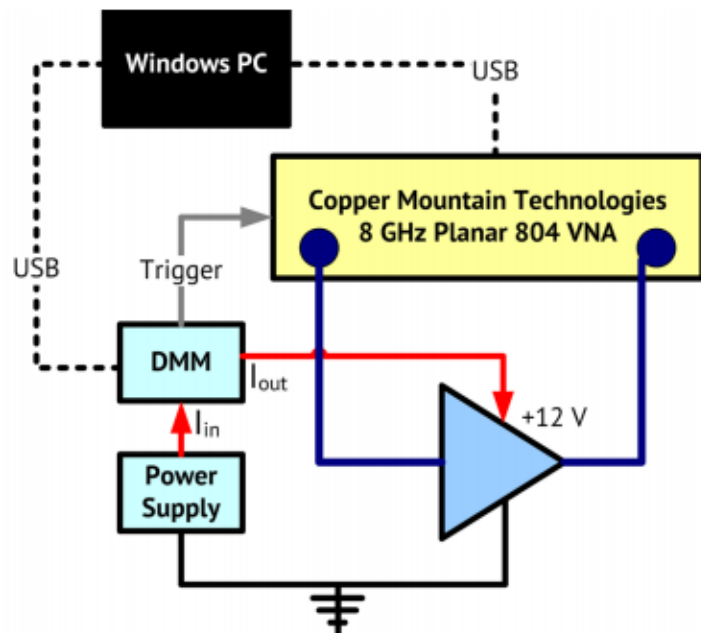 Windows PC
USB
Copper Mountain Technologies
8 GHz Planar 804 VNA
USB
Trigger
DMM
Iout
+12 V
Iin
Power
Supply